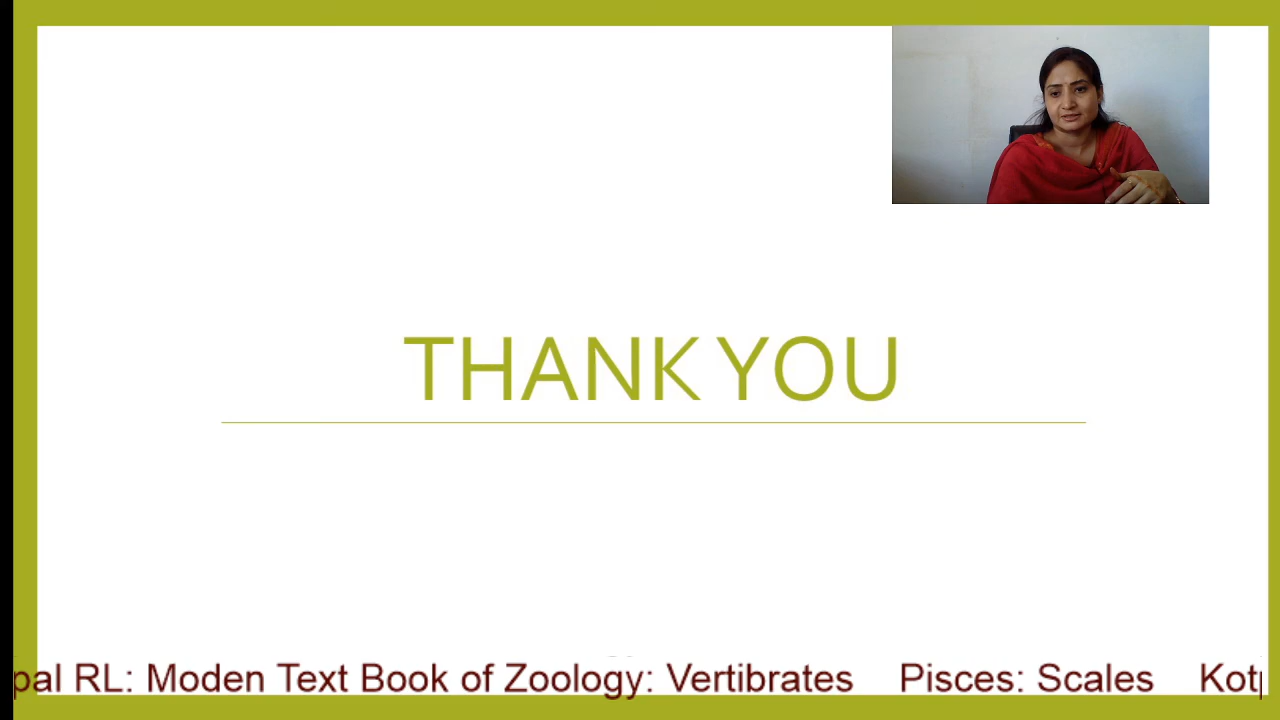 THANK YOU
pal RL: Moden Text Book of Zoology: Vertibrates Pisces: Scales Kot